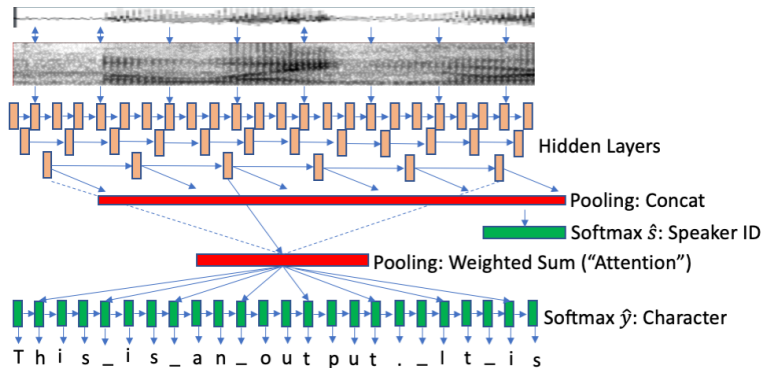 Hidden Layers
Pooling: Concat
Softmax ŝ: Speaker ID
Pooling: Weighted Sum (“Attention”)
Softmax ŷ: Character
T h i s _ i s _ a n _ o u t p u t . _ I t _ i s